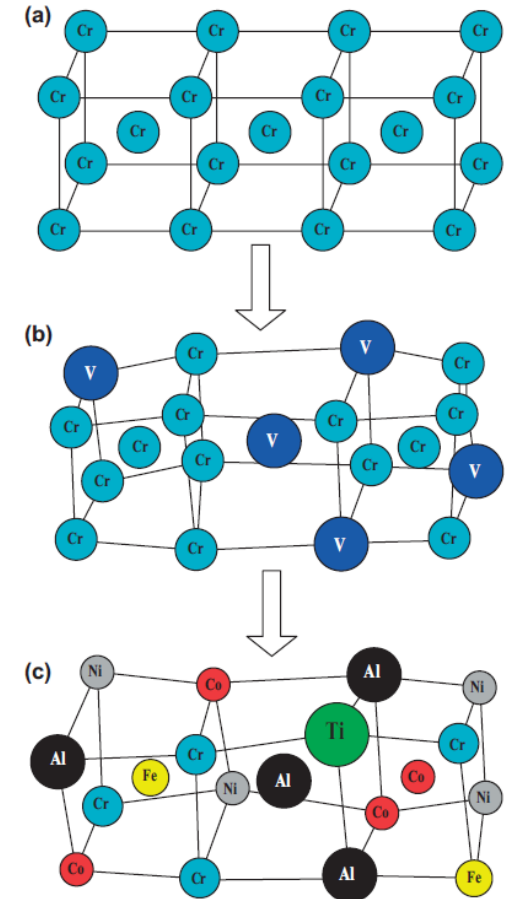 (a)
Cr Cr Cr Cr
Cr Cr Cr Cr
Cr Cr Cr
Cr Cr Cr Cr
Cr Cr Cr Cr
(b)
V Cr V Cr
Cr Cr Cr Cr
Cr V Cr
Cr Cr Cr V
Cr Cr V Cr
(c)
Ni Co Al Ni
Al Cr Ti Cr
Fe Al Co
Cr Ni Co Ni
Co Cr Al Fe